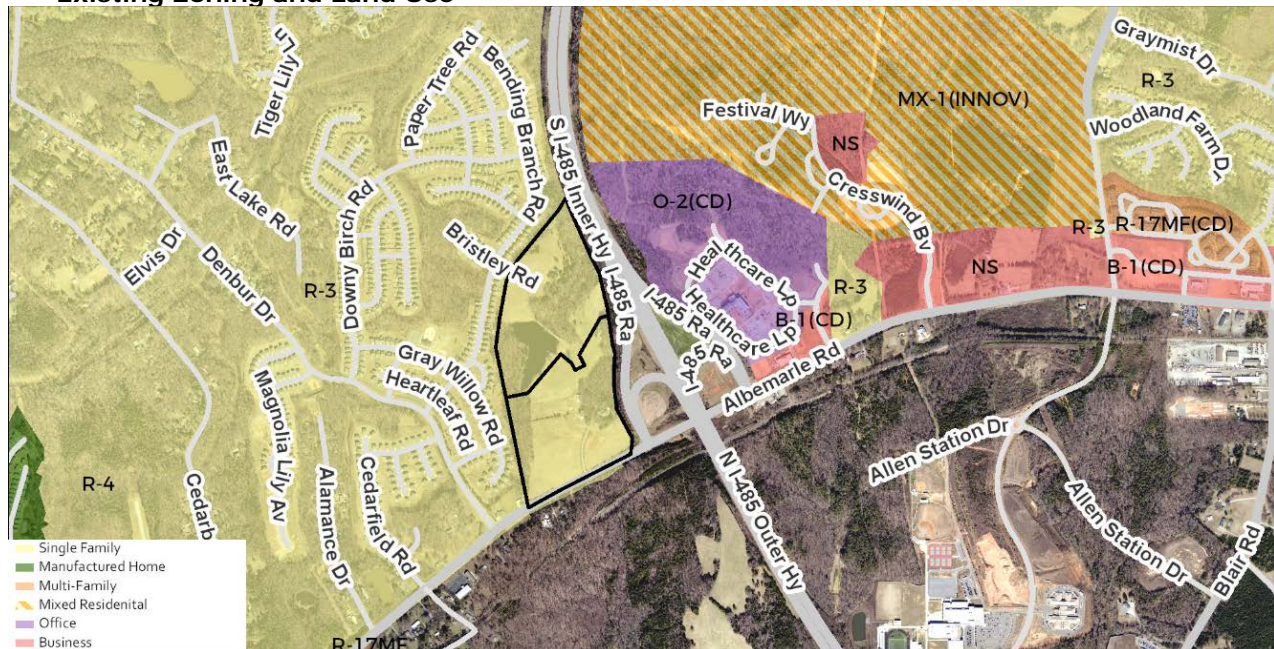 Existing Zoning and Land Use
Tiger Lily Ln
Paper Tree Rd
Bending Branch Rd
S I-485 Inner Hy
I-485 Ra
East Lake Rd
Downy Birch Rd
Bristley Rd
Elvis Dr
Denbur Dr
R-3
Gray Willow Rd
Heartleaf Rd
Magnolia Lily Av
Alamance Dr
Cedarfield Rd
Cedarb
R-4
R-17MF
Festival Wy
NS
MX-1(INNOV)
Graymist Dr
R-3
Woodland Farm Dr
Cresswind Bv
O-2(CD)
Healthcare Lp
Healthcare Lp
I-485 Ra
I-485 Ra
B-1(CD)
R-3
NS
R-3
R-17MF(CD)
B-1(CD)
Albemarle Rd
N I-485 Outer Hy
Allen Station Dr
Allen Station Dr
Blair Rd
Single Family
Manufactured Home
Multi-Family
Mixed Residenital
Office
Business